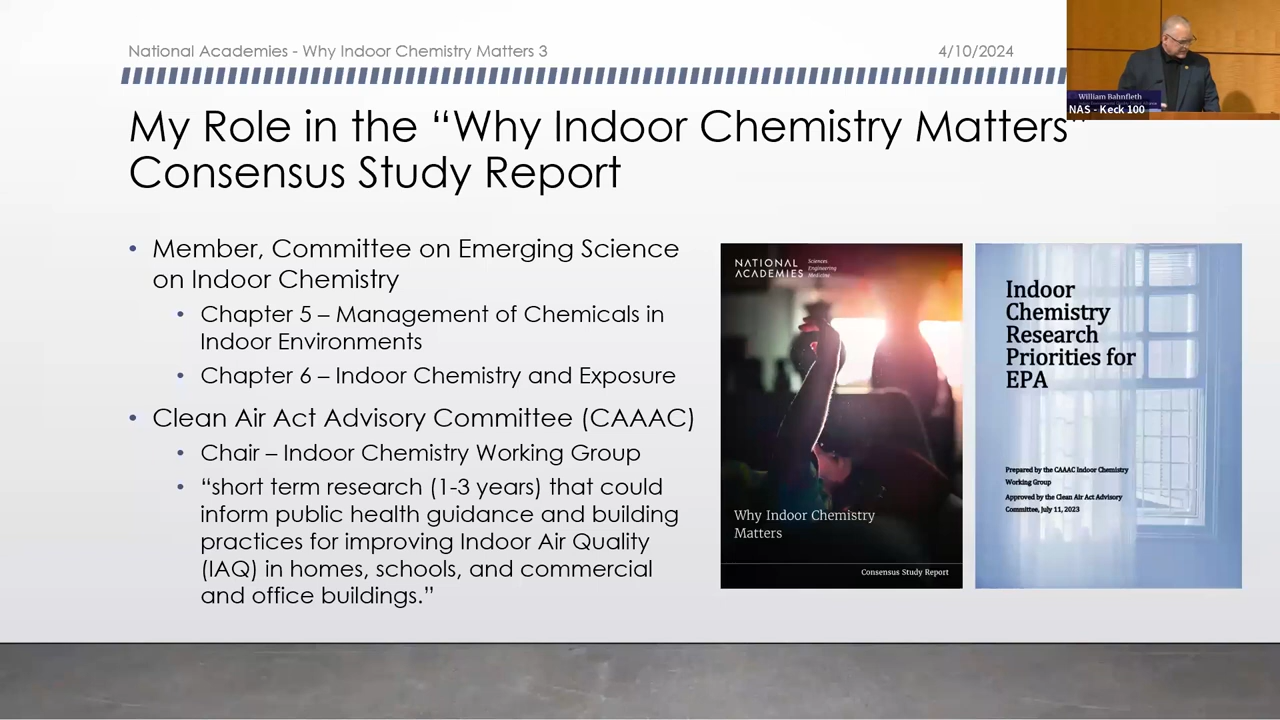 National Academies - Why Indoor Chemistry Matters 3
4/10/2024
William Bahnfleth
NAS - Keck 100
My Role in the “Why Indoor Chemistry Matters”
Consensus Study Report
• Member, Committee on Emerging Science
on Indoor Chemistry
• Chapter 5 – Management of Chemicals in
Indoor Environments
• Chapter 6 – Indoor Chemistry and Exposure
• Clean Air Act Advisory Committee (CAAAC)
• Chair – Indoor Chemistry Working Group
• “short term research (1-3 years) that could
inform public health guidance and building
practices for improving Indoor Air Quality
(IAQ) in homes, schools, and commercial
and office buildings.”
NATIONAL
ACADEMIES
Sciences
Engineering
Medicine
Why Indoor Chemistry
Matters
Consensus Study Report
Indoor
Chemistry
Research
Priorities for
EPA
Prepared by the CAAAC Indoor Chemistry
Working Group
Approved by the Clean Air Act Advisory
Committee, July 11, 2023